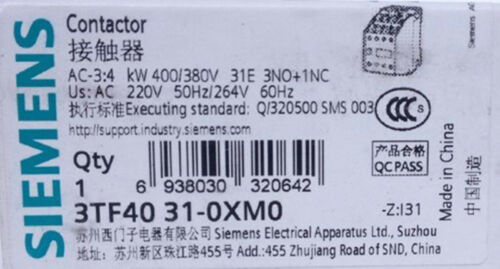 SIEMENS
Contactor
接触器
AC-3:4 kW 400/380V 31E 3NO+1NC
Us: AC 220V 50Hz/264V 60Hz
执行标准Executing standard: Q/320500 SMS 003
http://support.industry.siemens.com
CCC
Qty
1
6 938030 320642
产品合格
QC PASS
3TF40 31-0XM0
-Z:I31
苏州西门子电器有限公司 Siemens Electrical Apparatus Ltd., Suzhou
地址:苏州新区珠江路455号 Add.:455 Zhujiang Road of SND, China
Made in China
中国制造